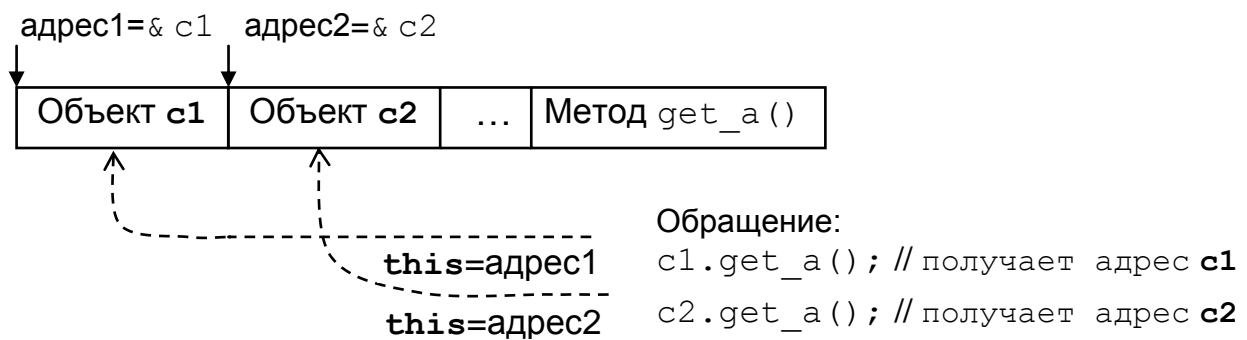 адрес1=& c1 адрес2=& c2
Объект c1 Объект c2 … Метод get_a()
Обращение:
this=адрес1 c1.get_a(); // получает адрес c1
this=адрес2 c2.get_a(); // получает адрес c2